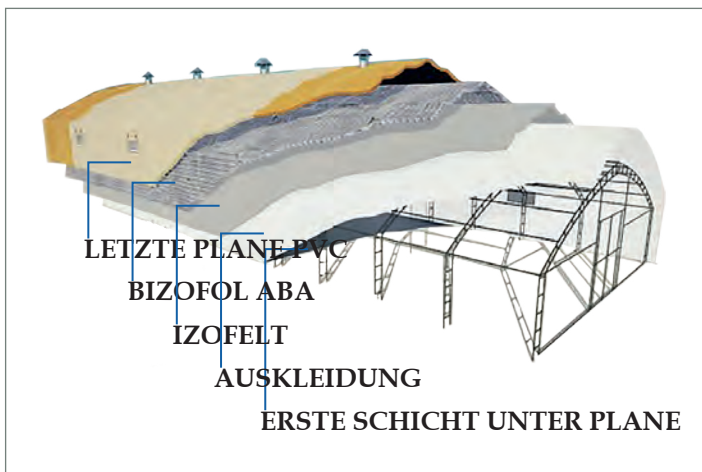 LETZTE PLANE PVC
BIZOFOL ABA
IZOFELT
AUSKLEIDUNG
ERSTE SCHICHT UNTER PLANE